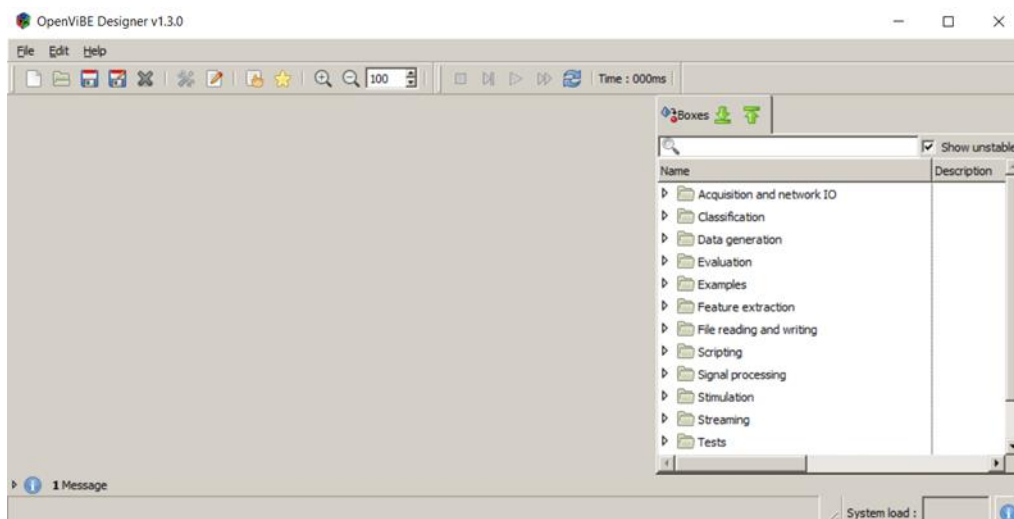 OpenViBE Designer v1.3.0
File Edit Help
100 Time : 000ms
Boxes
Show unstable
Name Description
Acquisition and network IO
Classification
Data generation
Evaluation
Examples
Feature extraction
File reading and writing
Scripting
Signal processing
Stimulation
Streaming
Tests
1 Message
System load :